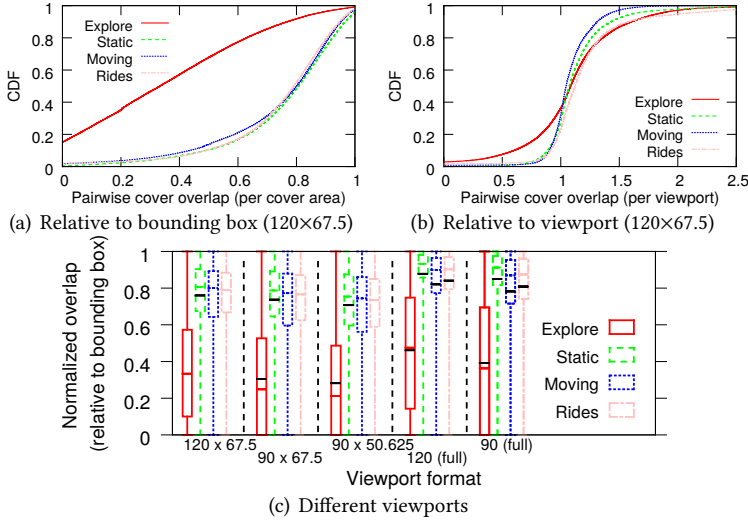 1
0.8
0.6
0.4
0.2
0
CDF
Explore
Static
Moving
Rides
0 0.2 0.4 0.6 0.8 1
Pairwise cover overlap (per cover area)
(a) Relative to bounding box (120×67.5)
1
0.8
0.6
0.4
0.2
0
CDF
Explore
Static
Moving
Rides
0 0.5 1.0 1.5 2.0 2.5
Pairwise cover overlap (per viewport)
(b) Relative to viewport (120×67.5)
Normalized overlap
(relative to bounding box)
1
0.8
0.6
0.4
0.2
0
Explore
Static
Moving
Rides
120 x 67.5
90 x 67.5
90 x 50.625
120 (full)
90 (full)
Viewport format
(c) Different viewports